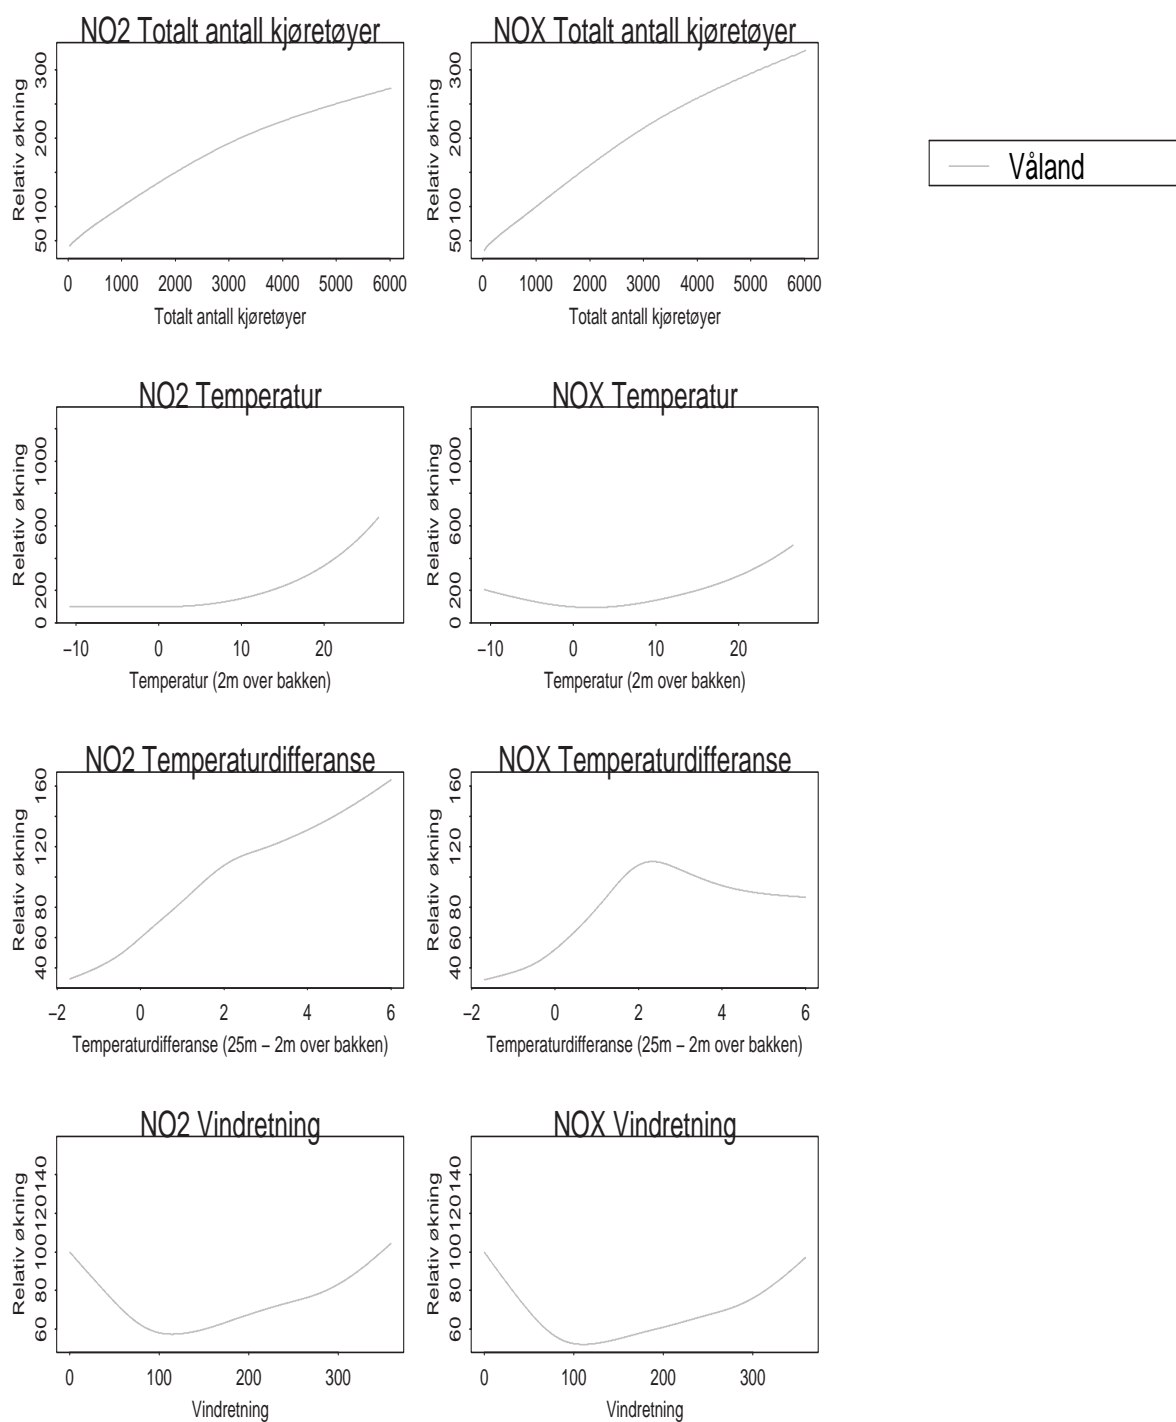 NO2 Totalt antall kjøretøyer
Relativ økning
50 100 200 300
0 1000 2000 3000 4000 5000 6000
Totalt antall kjøretøyer
NOX Totalt antall kjøretøyer
Relativ økning
50 100 200 300
0 1000 2000 3000 4000 5000 6000
Totalt antall kjøretøyer
Våland
NO2 Temperatur
Relativ økning
0 200 600 1000
−10 0 10 20
Temperatur (2m over bakken)
NOX Temperatur
Relativ økning
0 200 600 1000
−10 0 10 20
Temperatur (2m over bakken)
NO2 Temperaturdifferanse
Relativ økning
40 60 80 120 160
−2 0 2 4 6
Temperaturdifferanse (25m − 2m over bakken)
NOX Temperaturdifferanse
Relativ økning
40 60 80 120 160
−2 0 2 4 6
Temperaturdifferanse (25m − 2m over bakken)
NO2 Vindretning
Relativ økning
60 80 100 120 140
0 100 200 300
Vindretning
NOX Vindretning
Relativ økning
60 80 100 120 140
0 100 200 300
Vindretning